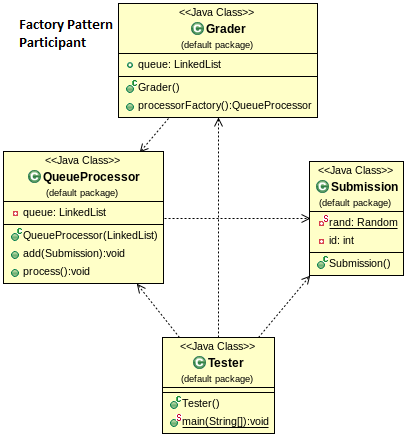 Factory Pattern
Participant
<<Java Class>>
C Grader
(default package)
queue: LinkedList
C Grader()
processorFactory():QueueProcessor
<<Java Class>>
C QueueProcessor
(default package)
queue: LinkedList
C QueueProcessor(LinkedList)
add(Submission):void
process():void
<<Java Class>>
C Submission
(default package)
S rand: Random
id: int
C Submission()
<<Java Class>>
C Tester
(default package)
C Tester()
S main(String[]):void